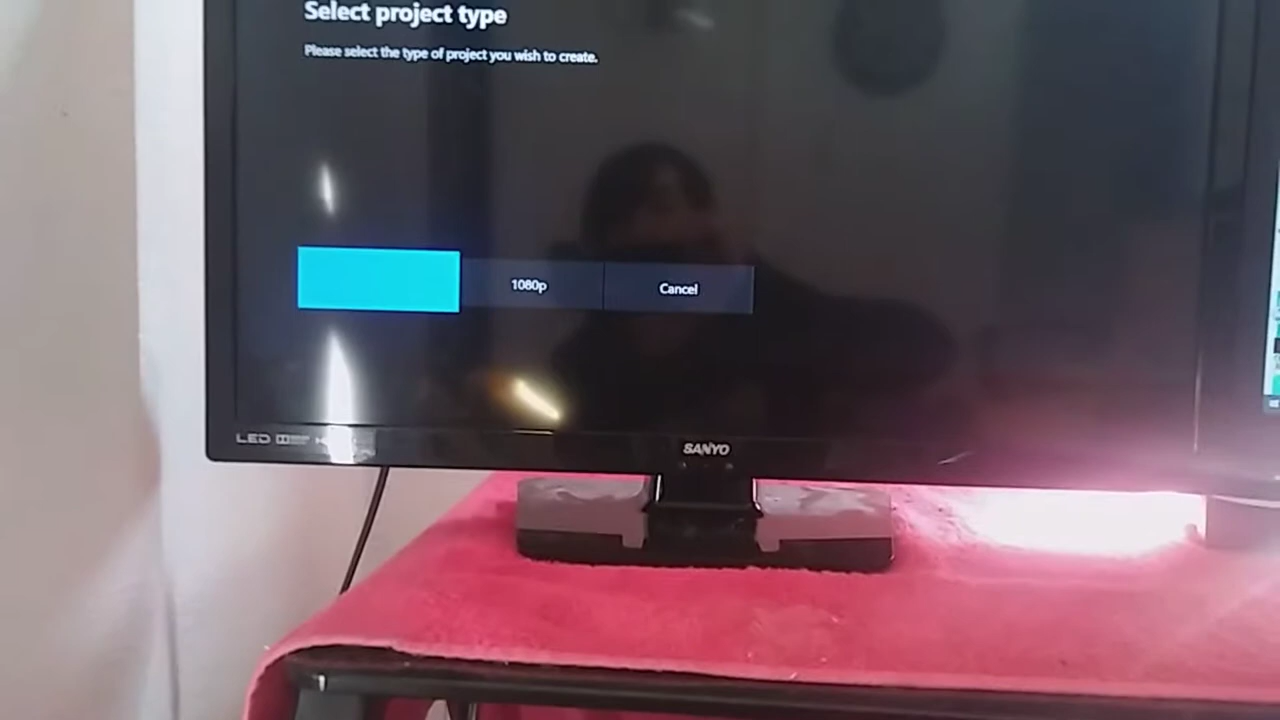 Select project type
Please select the type of project you wish to create.
1080p
Cancel
LED
SANYO